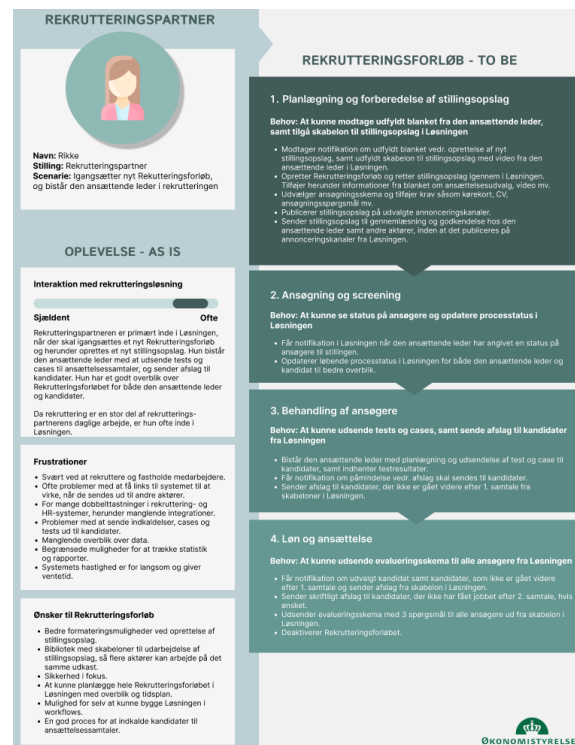 REKRUTTERINGSPARTNER
Navn: Rikke
Stilling: Rekrutteringspartner
Scenarie: Igangsætter nyt Rekutteringsforløb,
og bistår den ansættende leder i rekrutteringen
OPLEVELSE - AS IS
Interaktion med rekrutteringsløsning
Sjældent Ofte
Rekrutteringspartneren er primært inde i Løsningen,
når der skal igangsættes et nyt Rekrutteringsforløb
og herunder oprettes et nyt stillingsopslag. Hun bistår
den ansættende leder med at udsende tests og
cases til ansættelsessamtaler, og sender afslag til
kandidater. Hun har et godt overblik over
Rekrutteringsforløbet for både den ansættende leder
og kandidater.
Da rekruttering er en stor del af rekrutterings-
partnerens daglige arbejde, er hun ofte inde i
Løsningen.
Frustrationer
• Svært ved at rekruttere og fastholde medarbejdere.
• Ofte problemer med at få links til systemet til at
virke, når de sendes ud til andre aktører.
• For mange dobbelttastninger i rekruttering- og
HR-systemer, herunder manglende integrationer.
• Problemer med at sende indkaldelser, cases og
tests ud til kandidater.
• Manglende overblik over data.
• Begrænsede muligheder for at trække statistik
og rapporter.
• Systemets hastighed er for langsom og giver
ventetid.
Ønsker til Rekrutteringsforløb
• Bedre formateringsmuligheder ved oprettelse af
stillingsopslag.
• Bibliotek med skabeloner til udarbejdelse af
stillingsopslag, så flere aktører kan arbejde på det
samme udkast.
• Sikkerhed i fokus.
• At kunne planlægge hele Rekrutteringsforløbet i
Løsningen med overblik og tidsplan.
• Mulighed for selv at kunne bygge Løsningen i
workflows.
• En god proces for at indkalde kandidater til
ansættelsessamtaler.
REKRUTTERINGSFORLØB - TO BE
1. Planlægning og forberedelse af stillingsopslag
Behov: At kunne modtage udfyldt blanket fra den ansættende leder,
samt tilgå skabelon til stillingsopslag i Løsningen
• Modtager notifikation om udfyldt blanket vedr. oprettelse af nyt
stillingsopslag, samt udfyldt skabelon til stillingsopslag med video fra den
ansættende leder i Løsningen.
• Opretter Rekrutteringsforløb og retter stillingsopslag igennem i Løsningen.
Tilføjer herunder informationer fra blanket om ansættelsesudvalg, video mv.
• Udvælger ansøgningsskema og tilføjer krav såsom kørekort, CV,
ansøgningsspørgsmål mv.
• Publicerer stillingsopslag på udvalgte annonceringskanaler.
• Sender stillingsopslag til gennemlæsning og godkendelse hos den
ansættende leder samt andre aktører, inden at det publiceres på
annonceringskanaler fra Løsningen.
2. Ansøgning og screening
Behov: At kunne se status på ansøgere og opdatere processtatus i
Løsningen
• Får notifikation i Løsningen når den ansættende leder har angivet en status på
ansøgere til stillingen.
• Opdaterer løbende processtatus i Løsningen for både den ansættende leder og
kandidat til bedre overblik.
3. Behandling af ansøgere
Behov: At kunne udsende tests og cases, samt sende afslag til kandidater
fra Løsningen
• Bistår den ansættende leder med planlægning og udsendelse af test og case til
kandidater, samt indhenter testresultater.
• Får notifikation om påmindelse vedr. afslag skal sendes til kandidater.
• Sender afslag til kandidater, der ikke er gået videre efter 1. samtale fra
skabeloner i Løsningen.
4. Løn og ansættelse
Behov: At kunne udsende evalueringsskema til alle ansøgere fra Løsningen
• Får notifikation om udvalgt kandidat samt kandidater, som ikke er gået videre
efter 1. samtale og sender afslag fra skabelon i Løsningen.
• Sender skriftligt afslag til kandidater, der ikke har fået jobbet efter 2. samtale, hvis
ønsket.
• Udsender evalueringsskema med 3 spørgsmål til alle ansøgere ud fra skabelon i
Løsningen.
• Deaktiverer Rekrutteringsforløbet.
ØKONOMISTYRELSEN